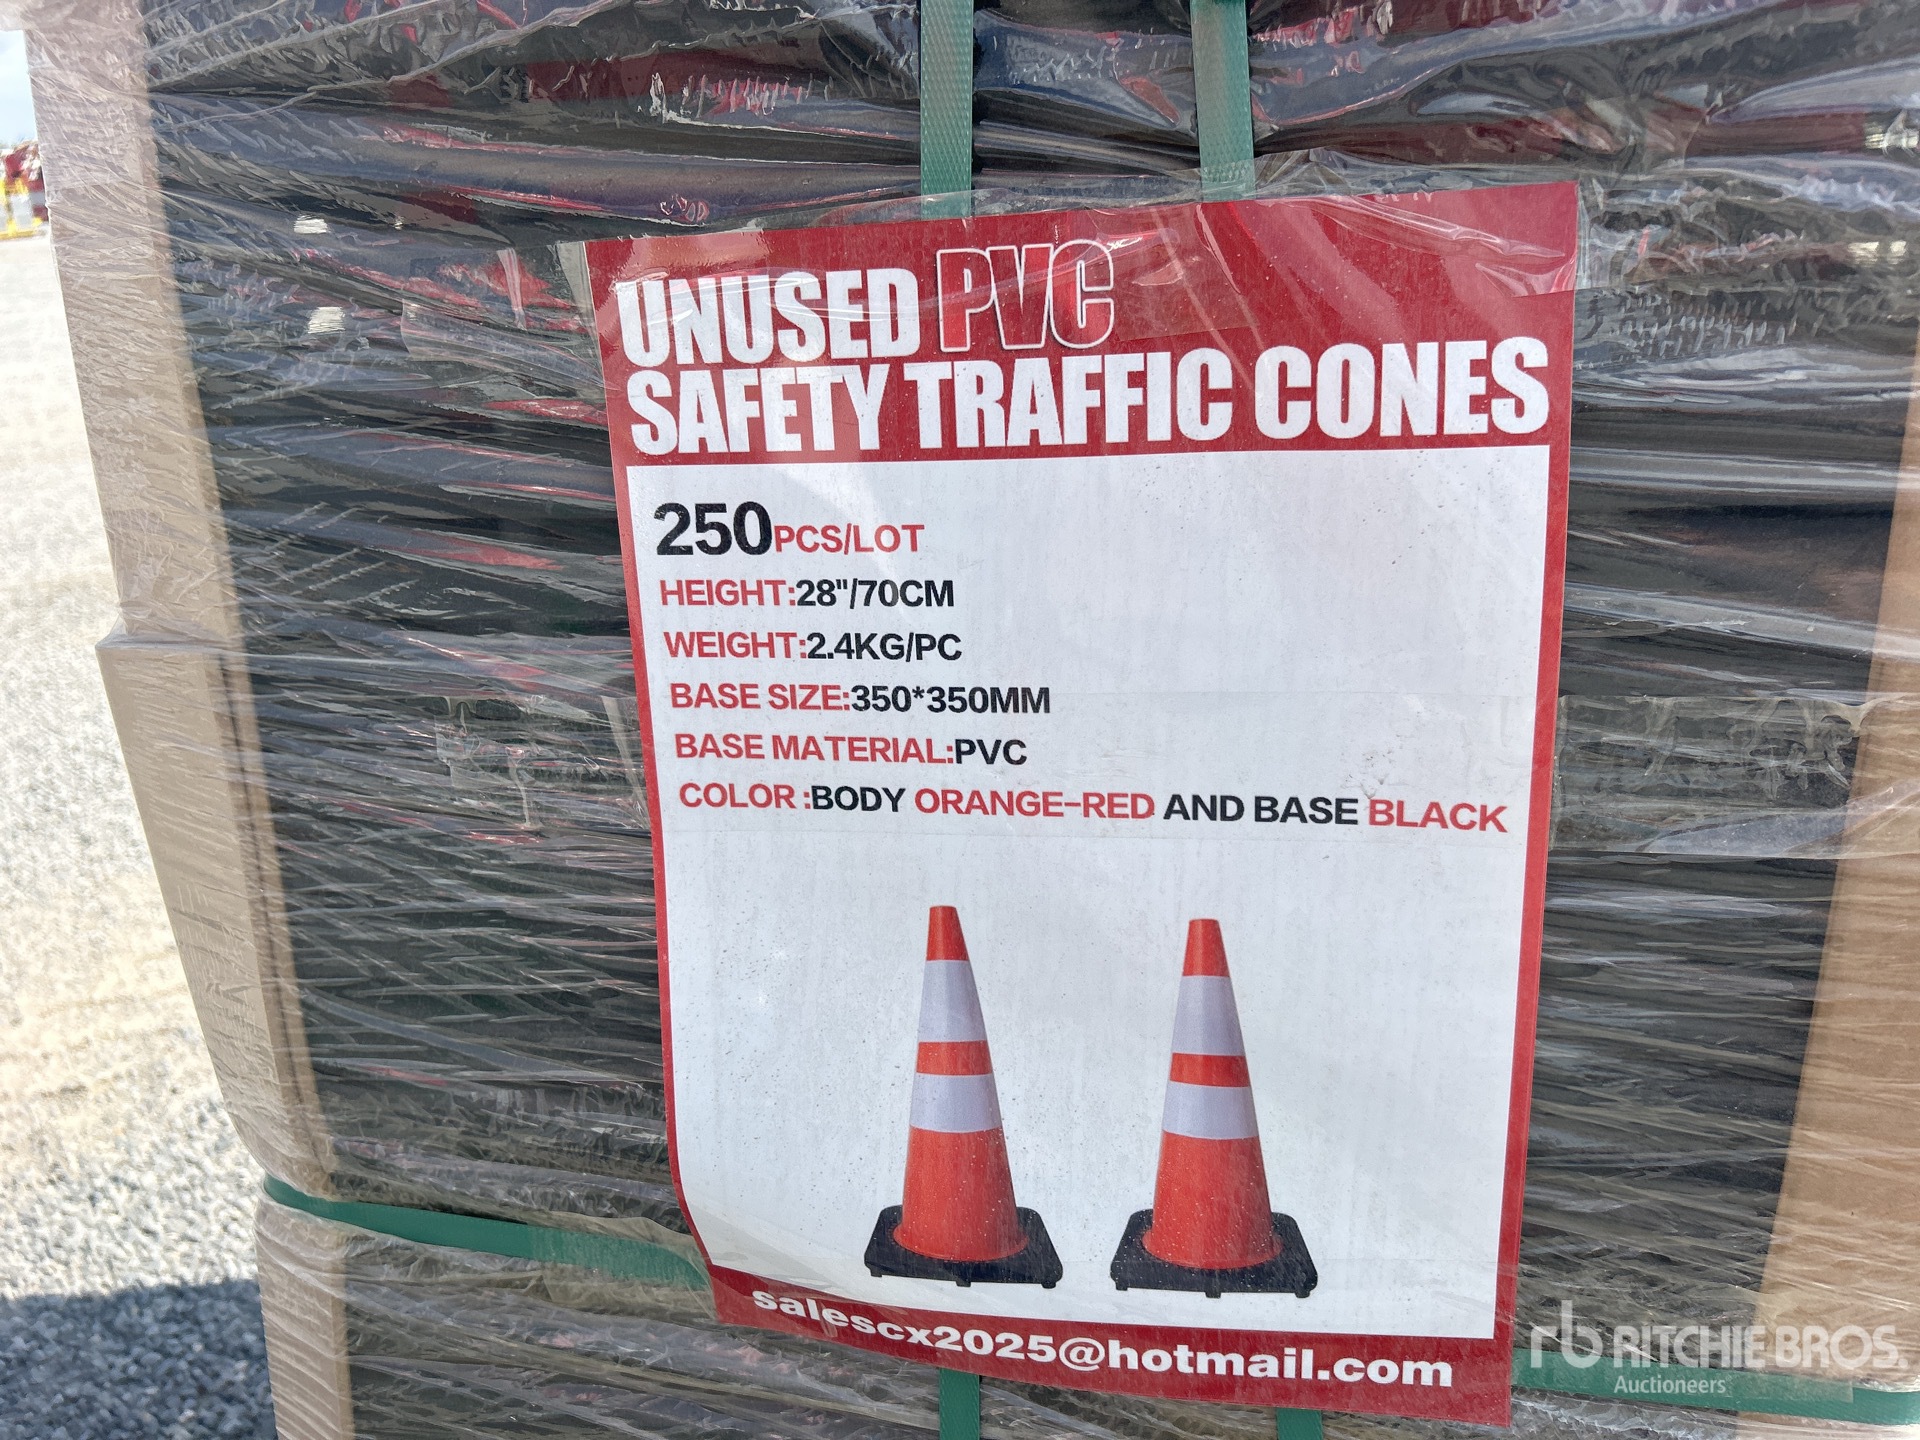 UNUSED PVC
SAFETY TRAFFIC CONES
250PCS/LOT
HEIGHT:28"/70CM
WEIGHT:2.4KG/PC
BASE SIZE:350*350MM
BASE MATERIAL:PVC
COLOR :BODY ORANGE-RED AND BASE BLACK
salescx2025@hotmail.com
rb RITCHIE BROS.
Auctioneers